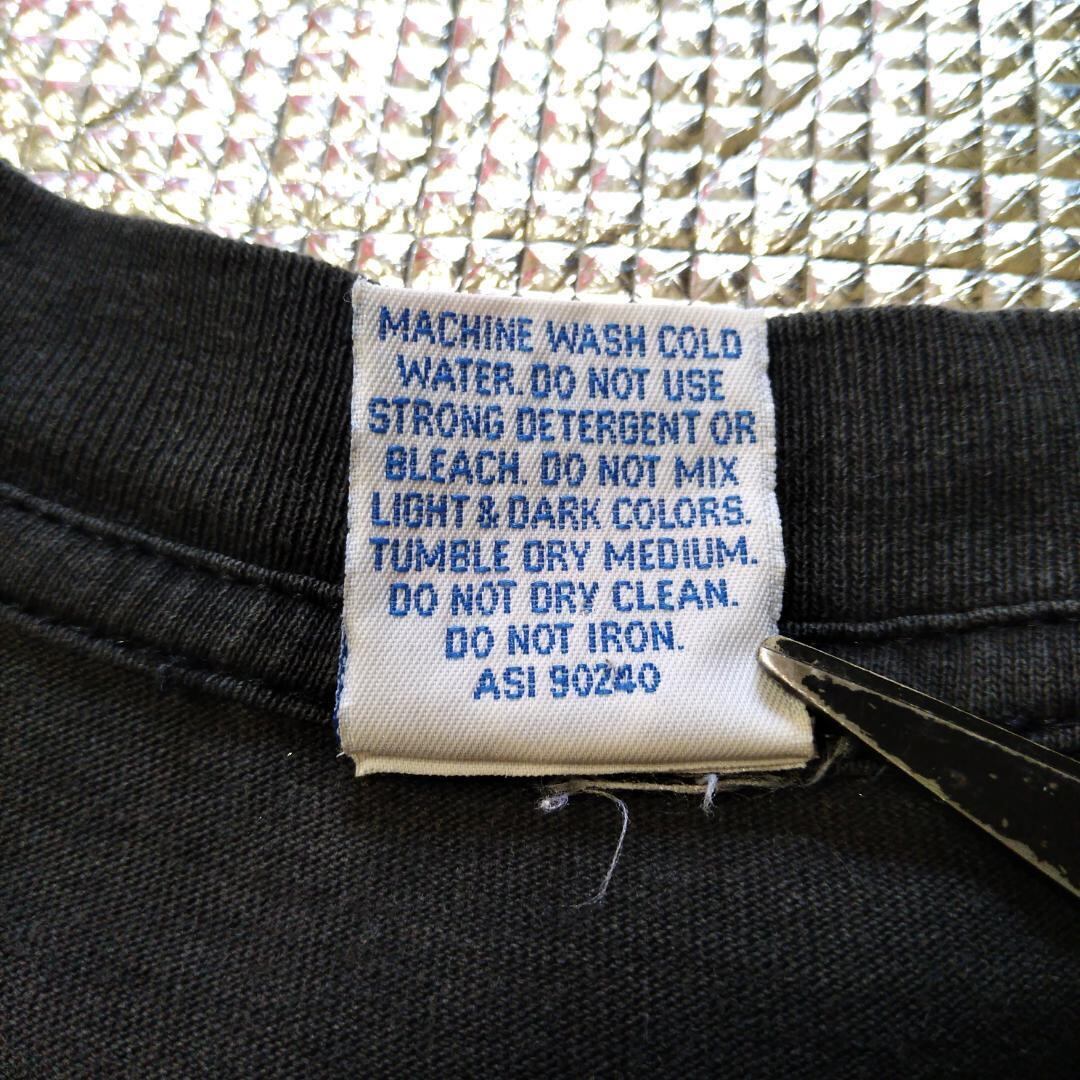 MACHINE WASH COLD
WATER. DO NOT USE
STRONG DETERGENT OR
BLEACH. DO NOT MIX
LIGHT & DARK COLORS.
TUMBLE DRY MEDIUM.
DO NOT DRY CLEAN.
DO NOT IRON.
ASI 90240